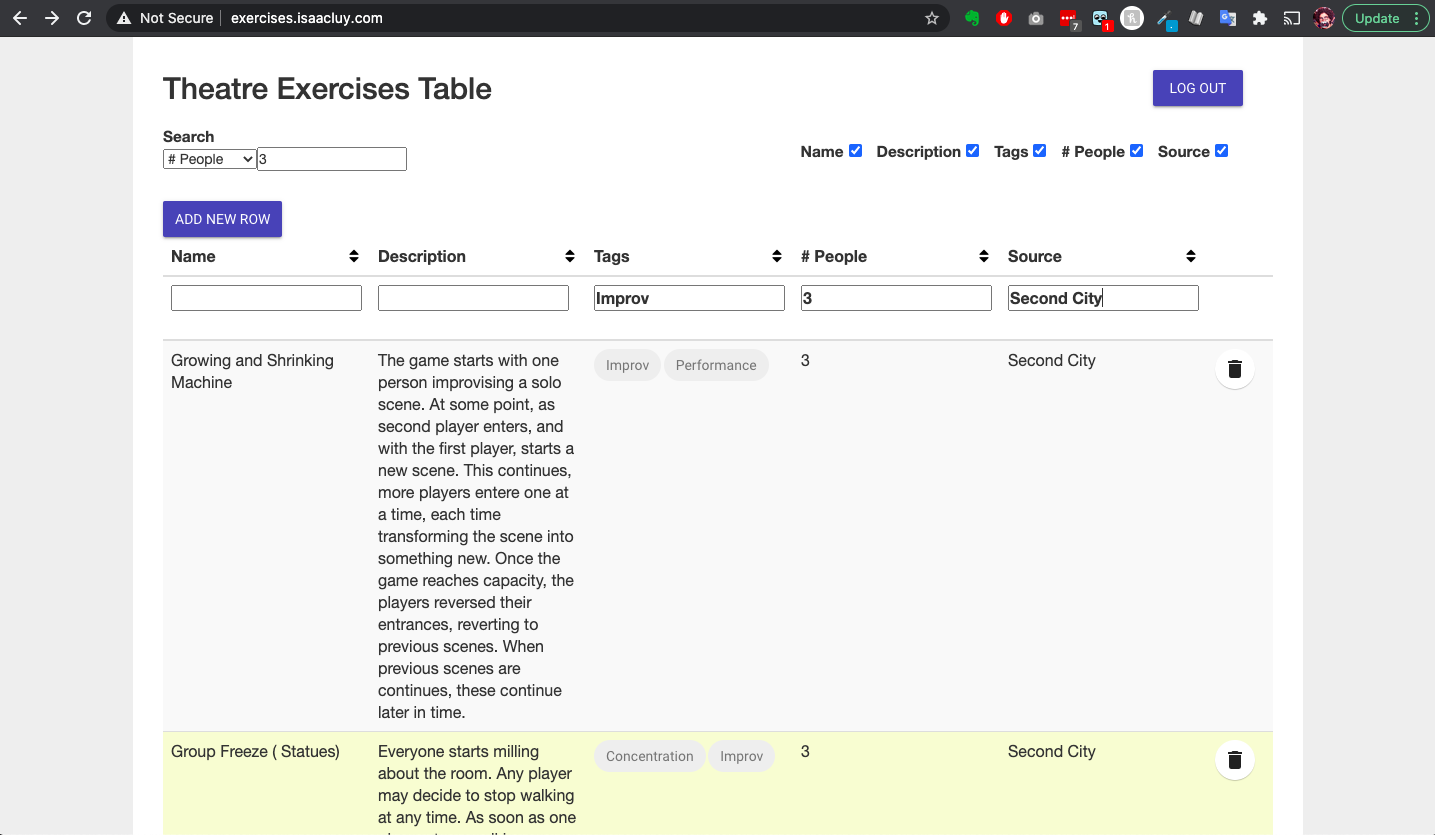 Not Secure exercises.isaacluy.com
7
1
Update
Theatre Exercises Table
LOG OUT
Search
# People 3
Name Description Tags # People Source
ADD NEW ROW
Name Description Tags # People Source
Improv 3 Second City
Growing and Shrinking
Machine
The game starts with one
person improvising a solo
scene. At some point, as
second player enters, and
with the first player, starts a
new scene. This continues,
more players entere one at
a time, each time
transforming the scene into
something new. Once the
game reaches capacity, the
players reversed their
entrances, reverting to
previous scenes. When
previous scenes are
continues, these continue
later in time.
Improv Performance
3
Second City
Group Freeze ( Statues)
Everyone starts milling
about the room. Any player
may decide to stop walking
at any time. As soon as one
Concentration Improv
3
Second City